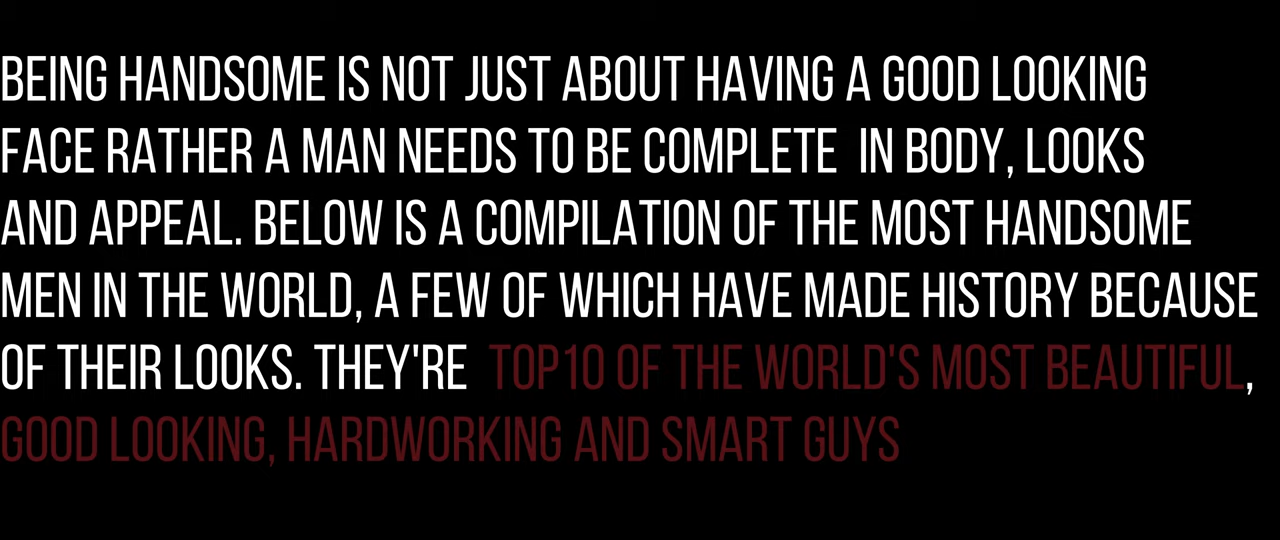 BEING HANDSOME IS NOT JUST ABOUT HAVING A GOOD LOOKING
FACE RATHER A MAN NEEDS TO BE COMPLETE  IN BODY, LOOKS
AND APPEAL. BELOW IS A COMPILATION OF THE MOST HANDSOME
MEN IN THE WORLD, A FEW OF WHICH HAVE MADE HISTORY BECAUSE
OF THEIR LOOKS. THEY'RE  TOP10 OF THE WORLD'S MOST BEAUTIFUL,
GOOD LOOKING, HARDWORKING AND SMART GUYS